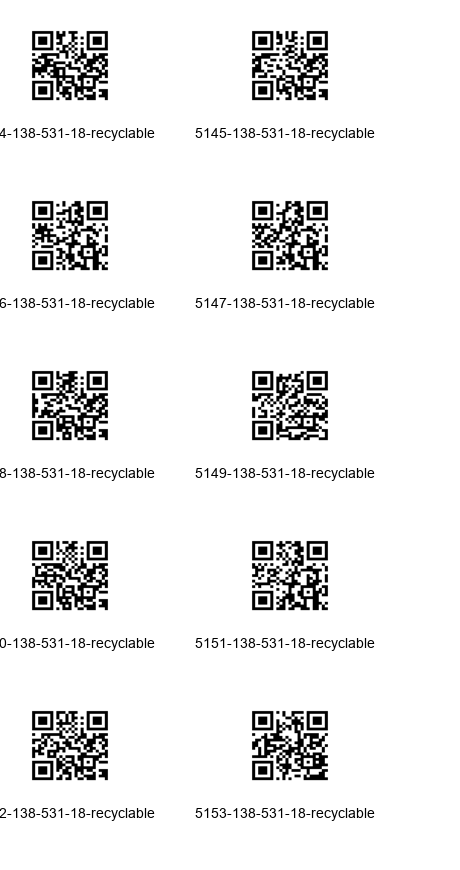 4-138-531-18-recyclable 5145-138-531-18-recyclable
6-138-531-18-recyclable 5147-138-531-18-recyclable
8-138-531-18-recyclable 5149-138-531-18-recyclable
0-138-531-18-recyclable 5151-138-531-18-recyclable
2-138-531-18-recyclable 5153-138-531-18-recyclable